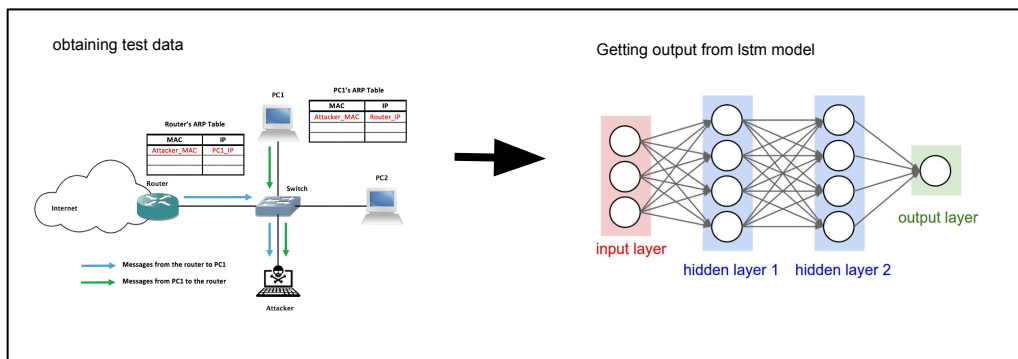 obtaining test data
PC1
PC1's ARP Table
MAC IP
Attacker_MAC Router_IP
Router's ARP Table
MAC IP
Attacker_MAC PC1_IP
Router
Internet
Switch
PC2
Messages from the router to PC1
Messages from PC1 to the router
Attacker
Getting output from lstm model
input layer
hidden layer 1
hidden layer 2
output layer